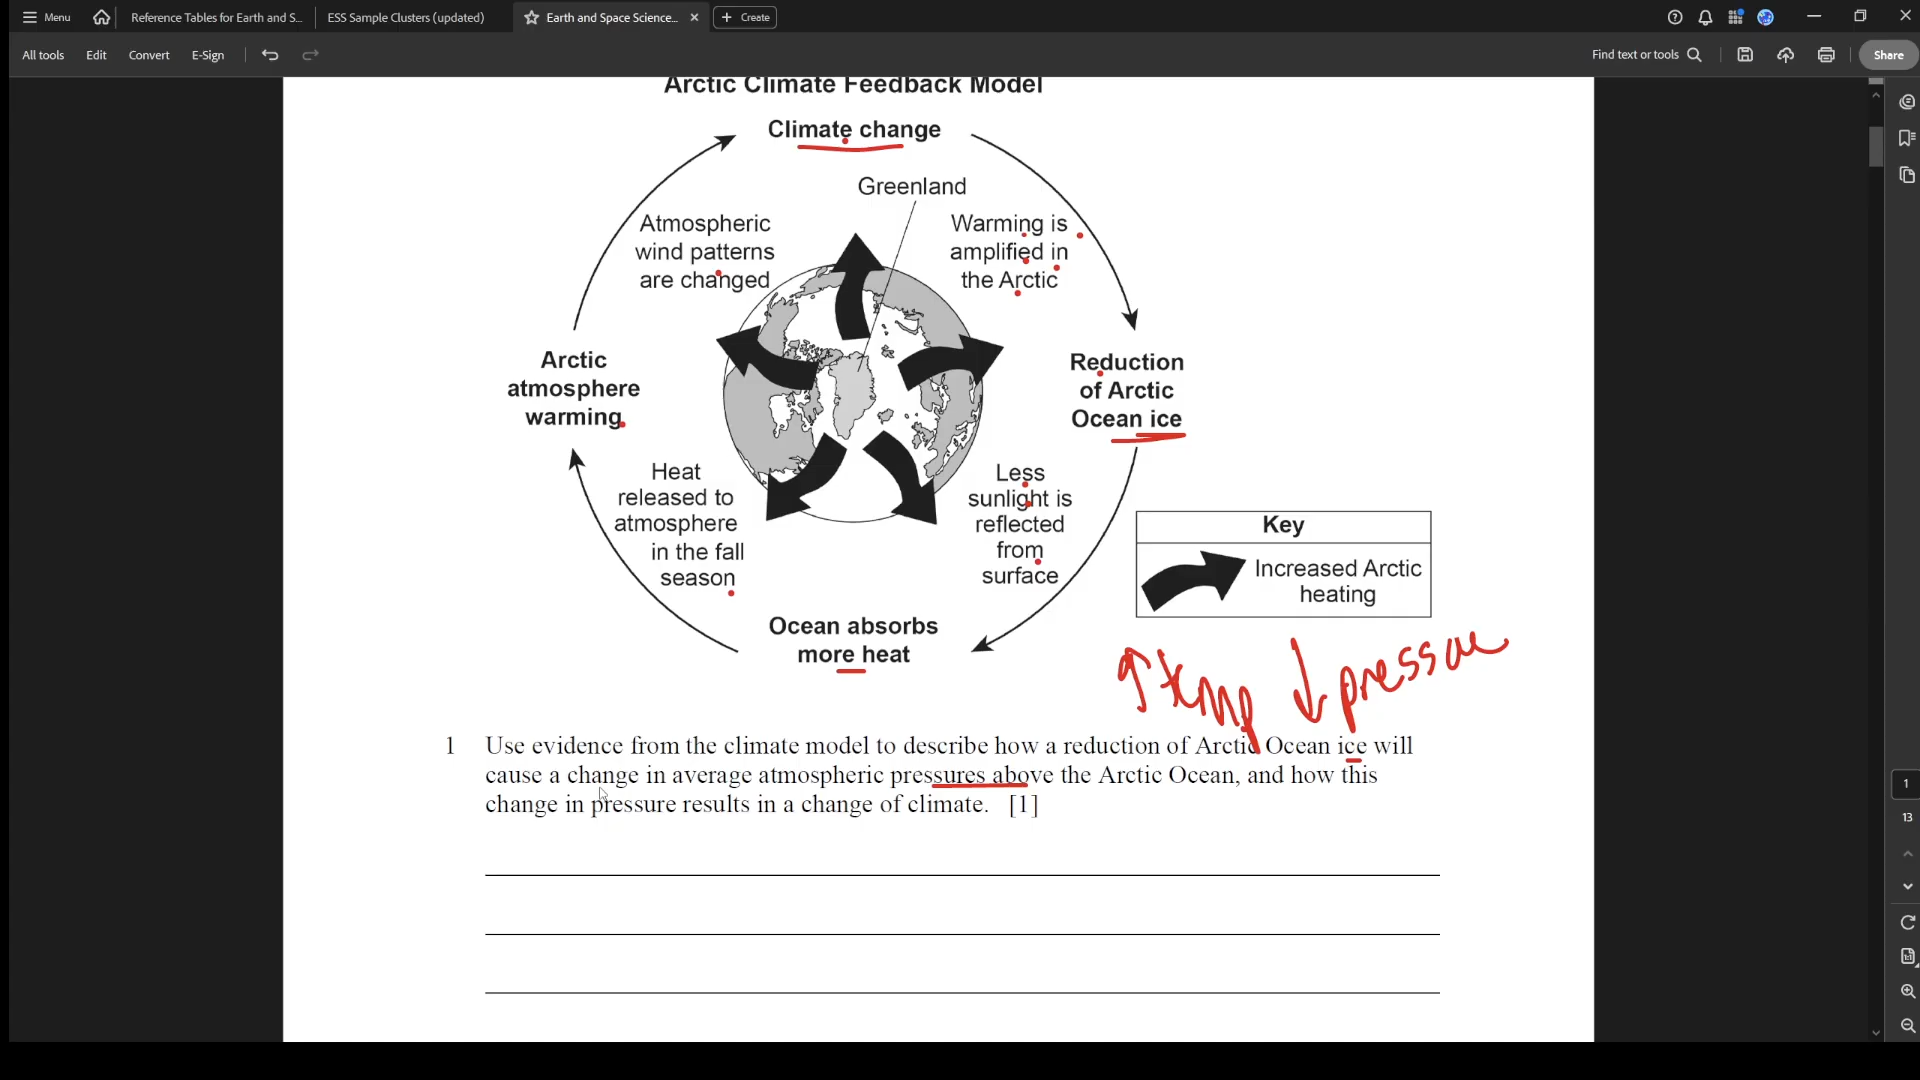 Menu
Reference Tables for Earth and S...
ESS Sample Clusters (updated)
Earth and Space Science...
Create
All tools
Edit
Convert
E-Sign
Find text or tools
Share
Arctic Climate Feedback Model
Climate change
Greenland
Atmospheric
wind patterns
are changed
Warming is
amplified in
the Arctic
Arctic
atmosphere
warming
Reduction
of Arctic
Ocean ice
Heat
released to
atmosphere
in the fall
season
Less
sunlight is
reflected
from
surface
Key
Increased Arctic
heating
Ocean absorbs
more heat
↑ temp ↓ pressure
1 Use evidence from the climate model to describe how a reduction of Arctic Ocean ice will
cause a change in average atmospheric pressures above the Arctic Ocean, and how this
change in pressure results in a change of climate. [1]
1
13